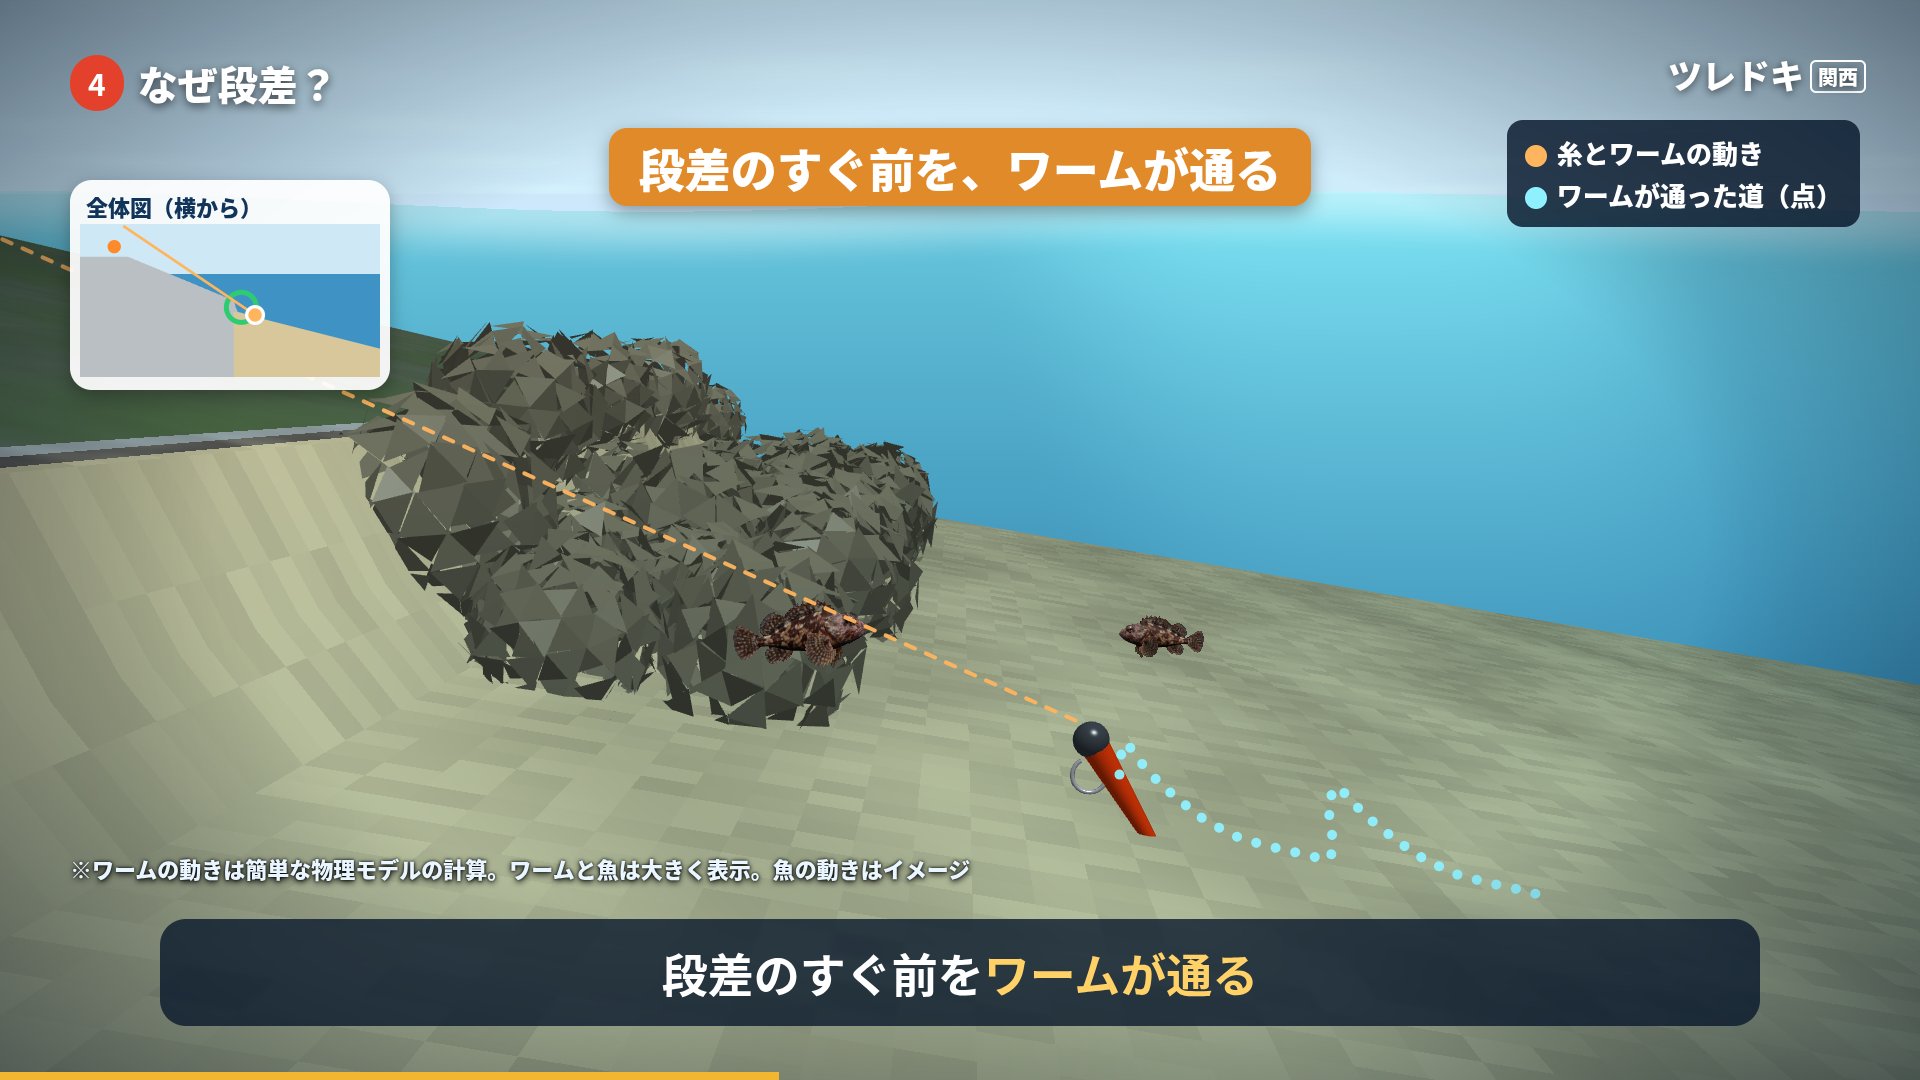 4 なぜ段差？
ツレドキ 関西
段差のすぐ前を、ワームが通る
糸とワームの動き
ワームが通った道（点）
全体図（横から）
※ワームの動きは簡単な物理モデルの計算。ワームと魚は大きく表示。魚の動きはイメージ
段差のすぐ前をワームが通る